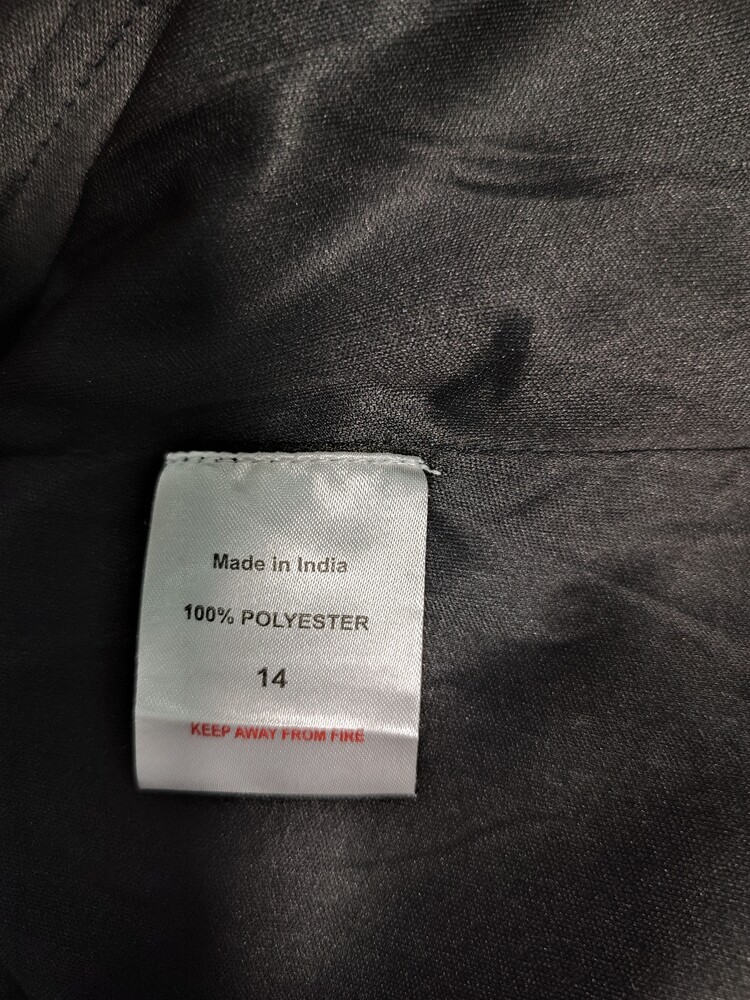 Made in India
100% POLYESTER
14
KEEP AWAY FROM FIRE